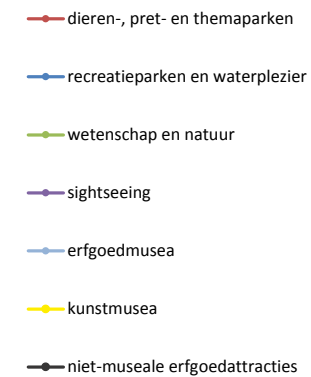 dieren-, pret- en themaparken
recreatieparken en waterplezier
wetenschap en natuur
sightseeing
erfgoedmusea
kunstmusea
niet-museale erfgoedattracties